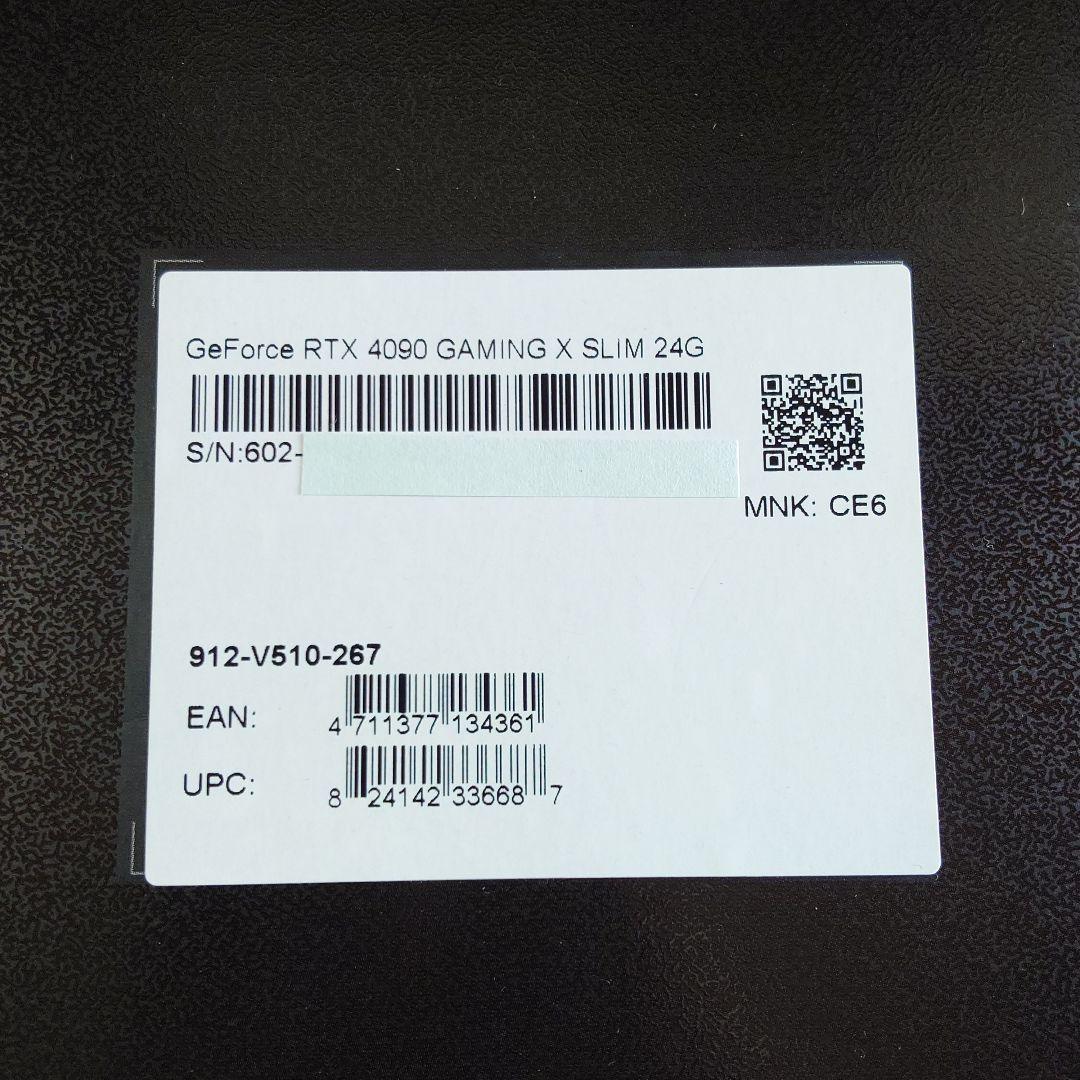 GeForce RTX 4090 GAMING X SLIM 24G
S/N:602-
MNK: CE6
912-V510-267
EAN: 4 711377 134361
UPC: 8 24142 33668 7